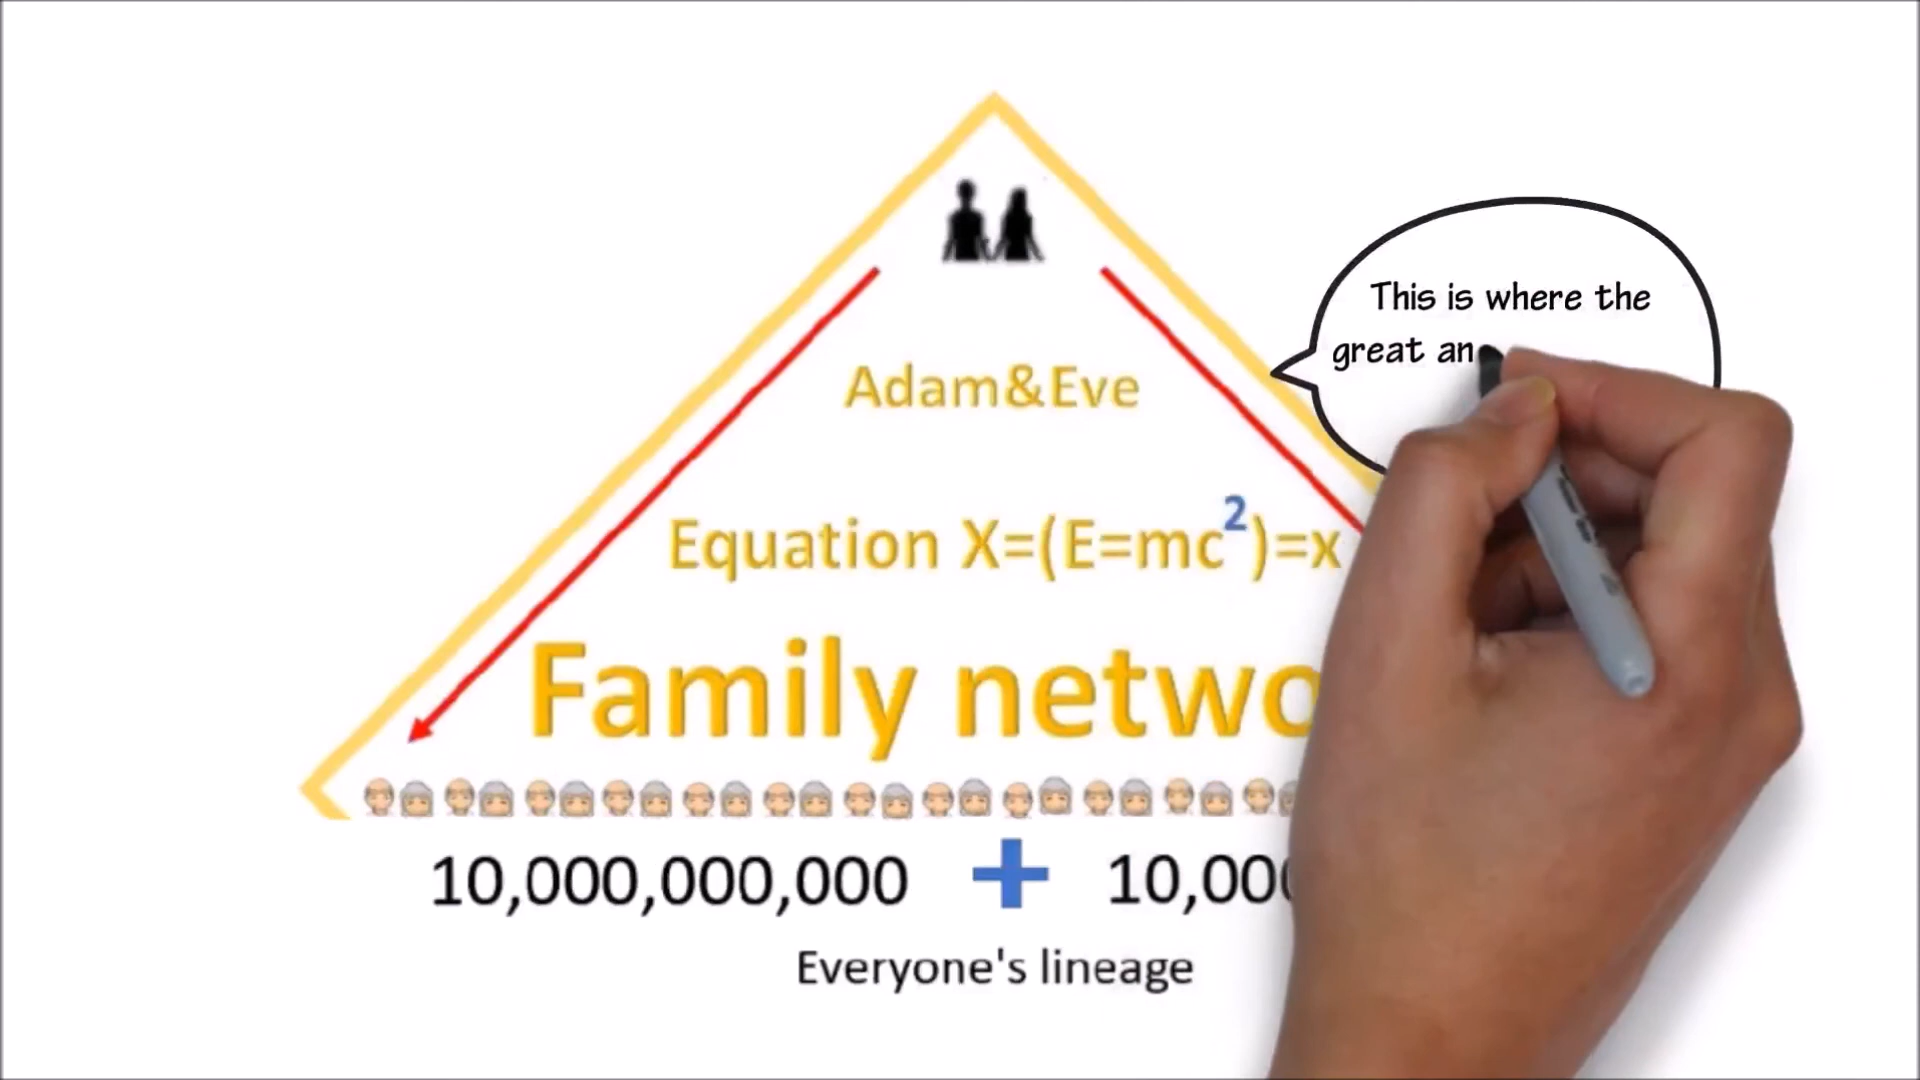 This is where the
great an
Adam&Eve
Equation X=(E=mc²)=x
Family netwo
10,000,000,000 + 10,000
Everyone's lineage